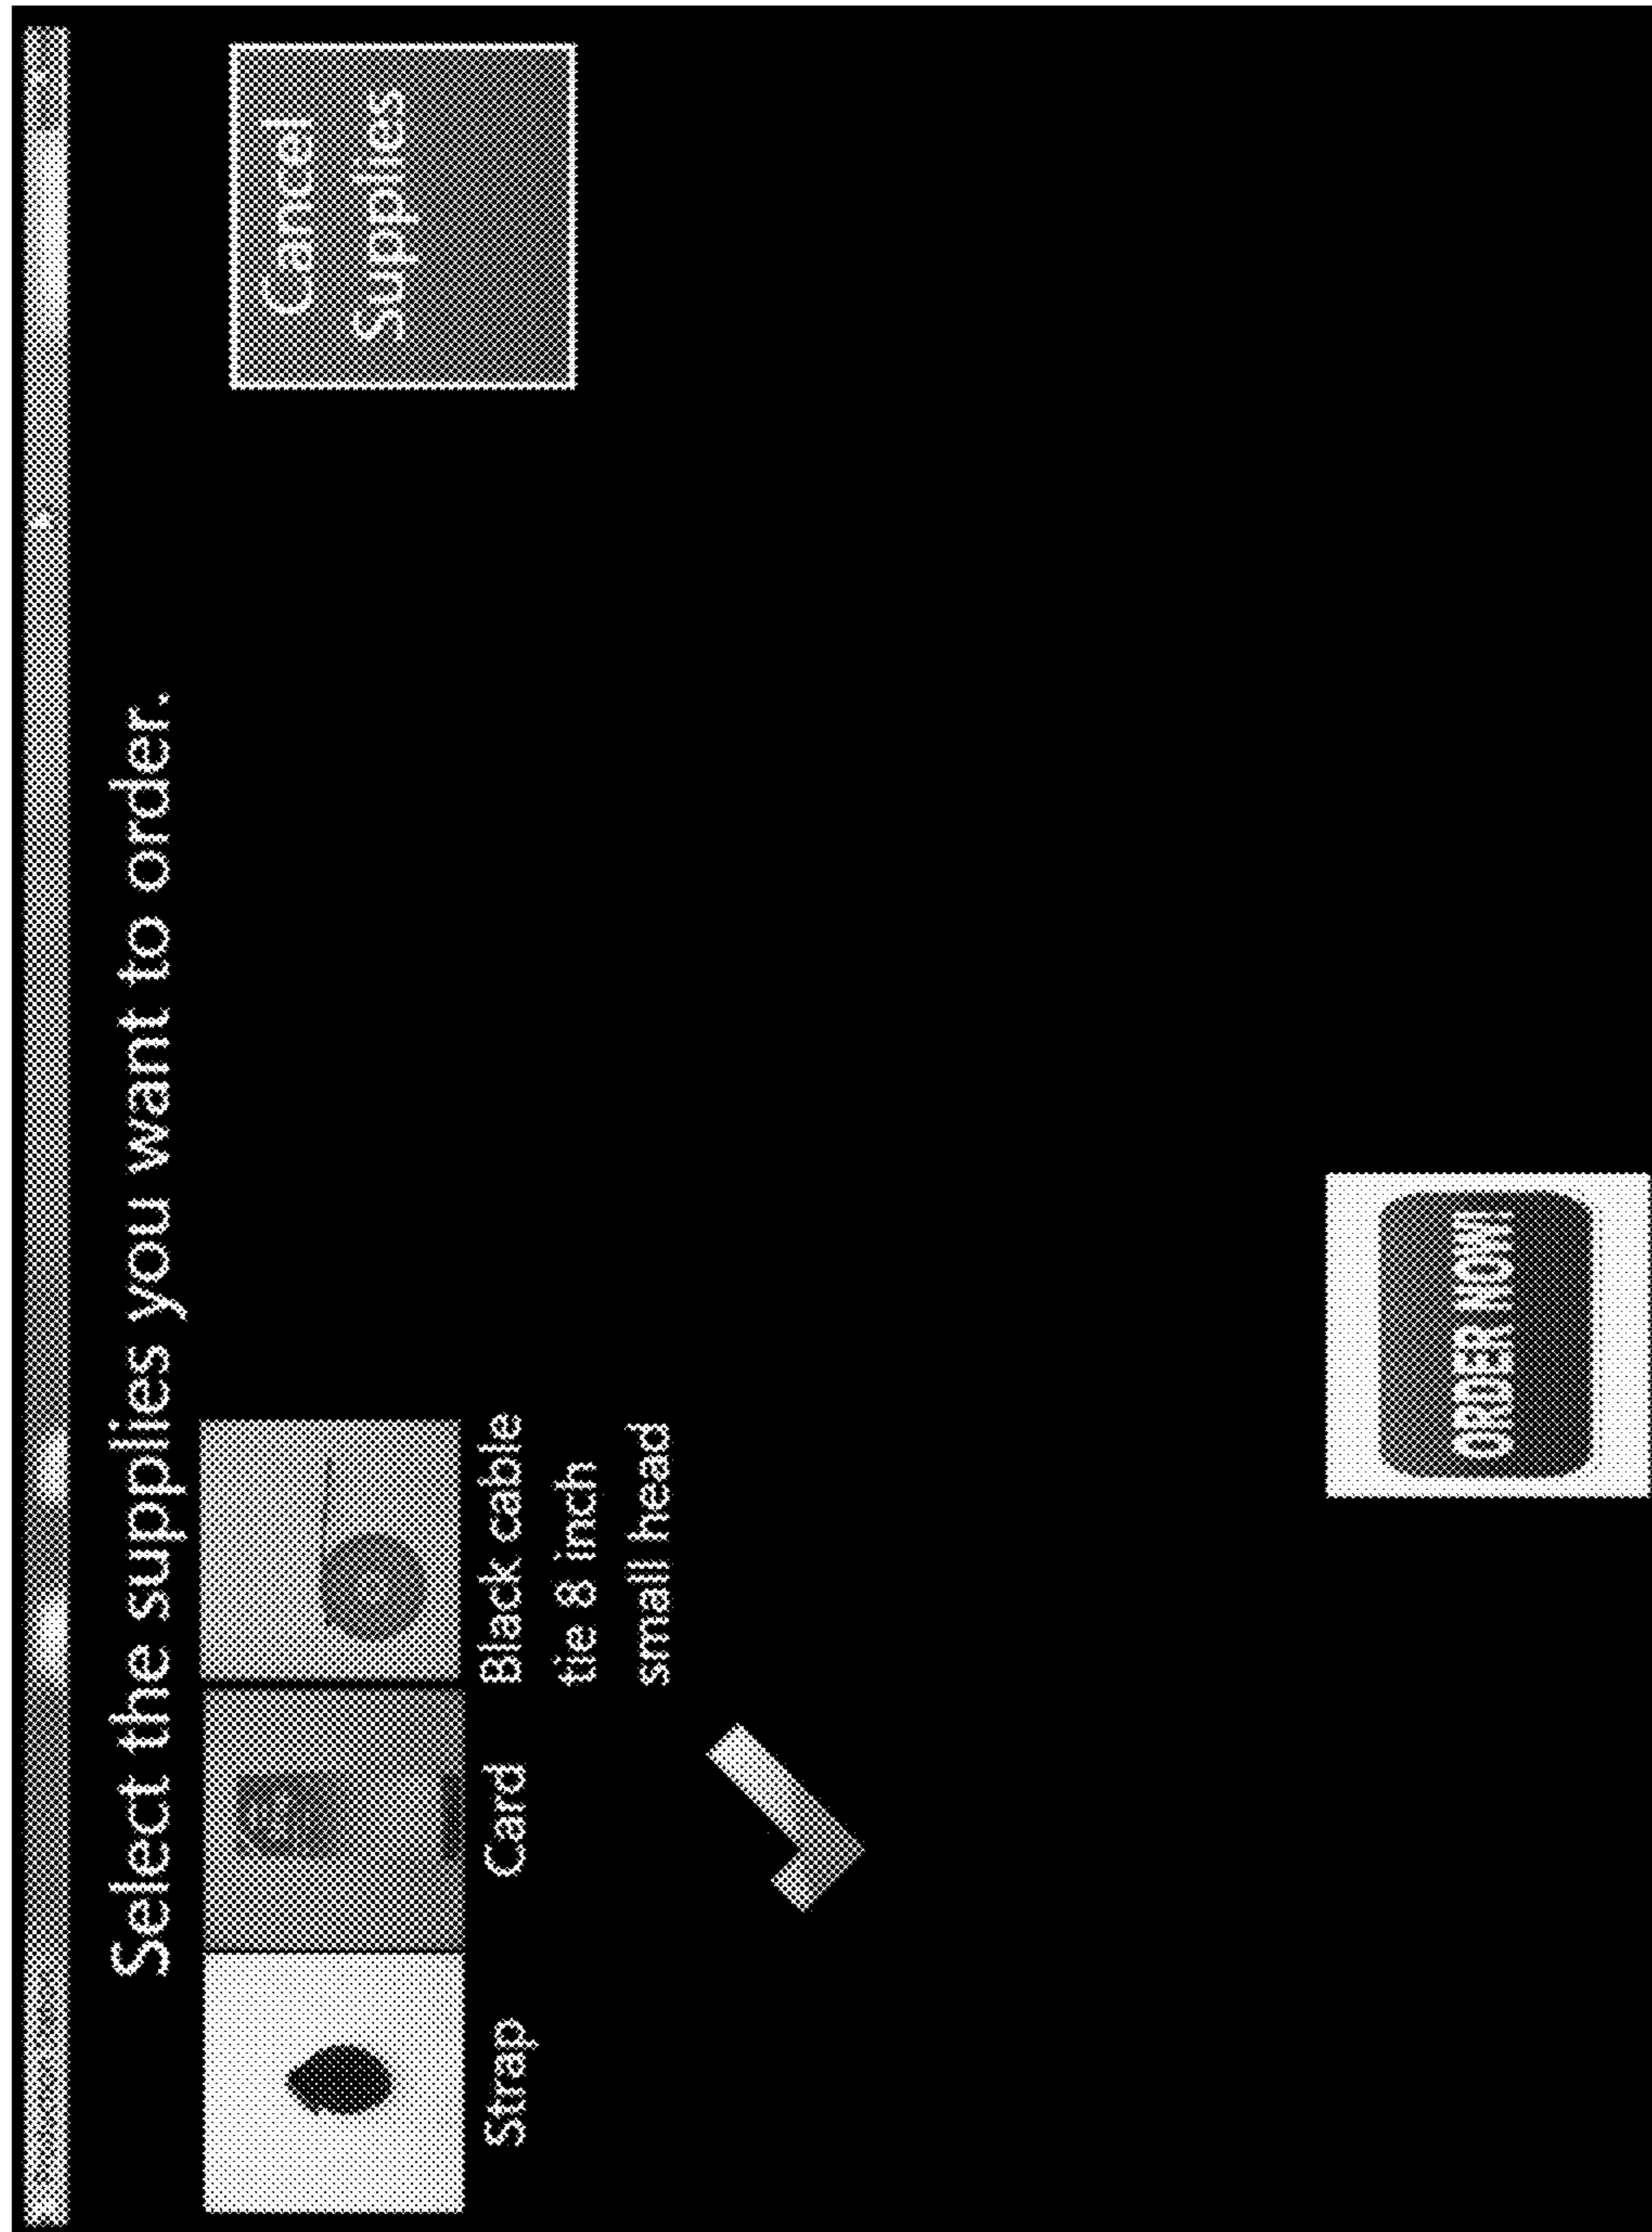 Select the supplies you want to order.
Cancel
Supplies
Strap
Card
Black cable
tie 8 inch
small head
ORDER NOW!